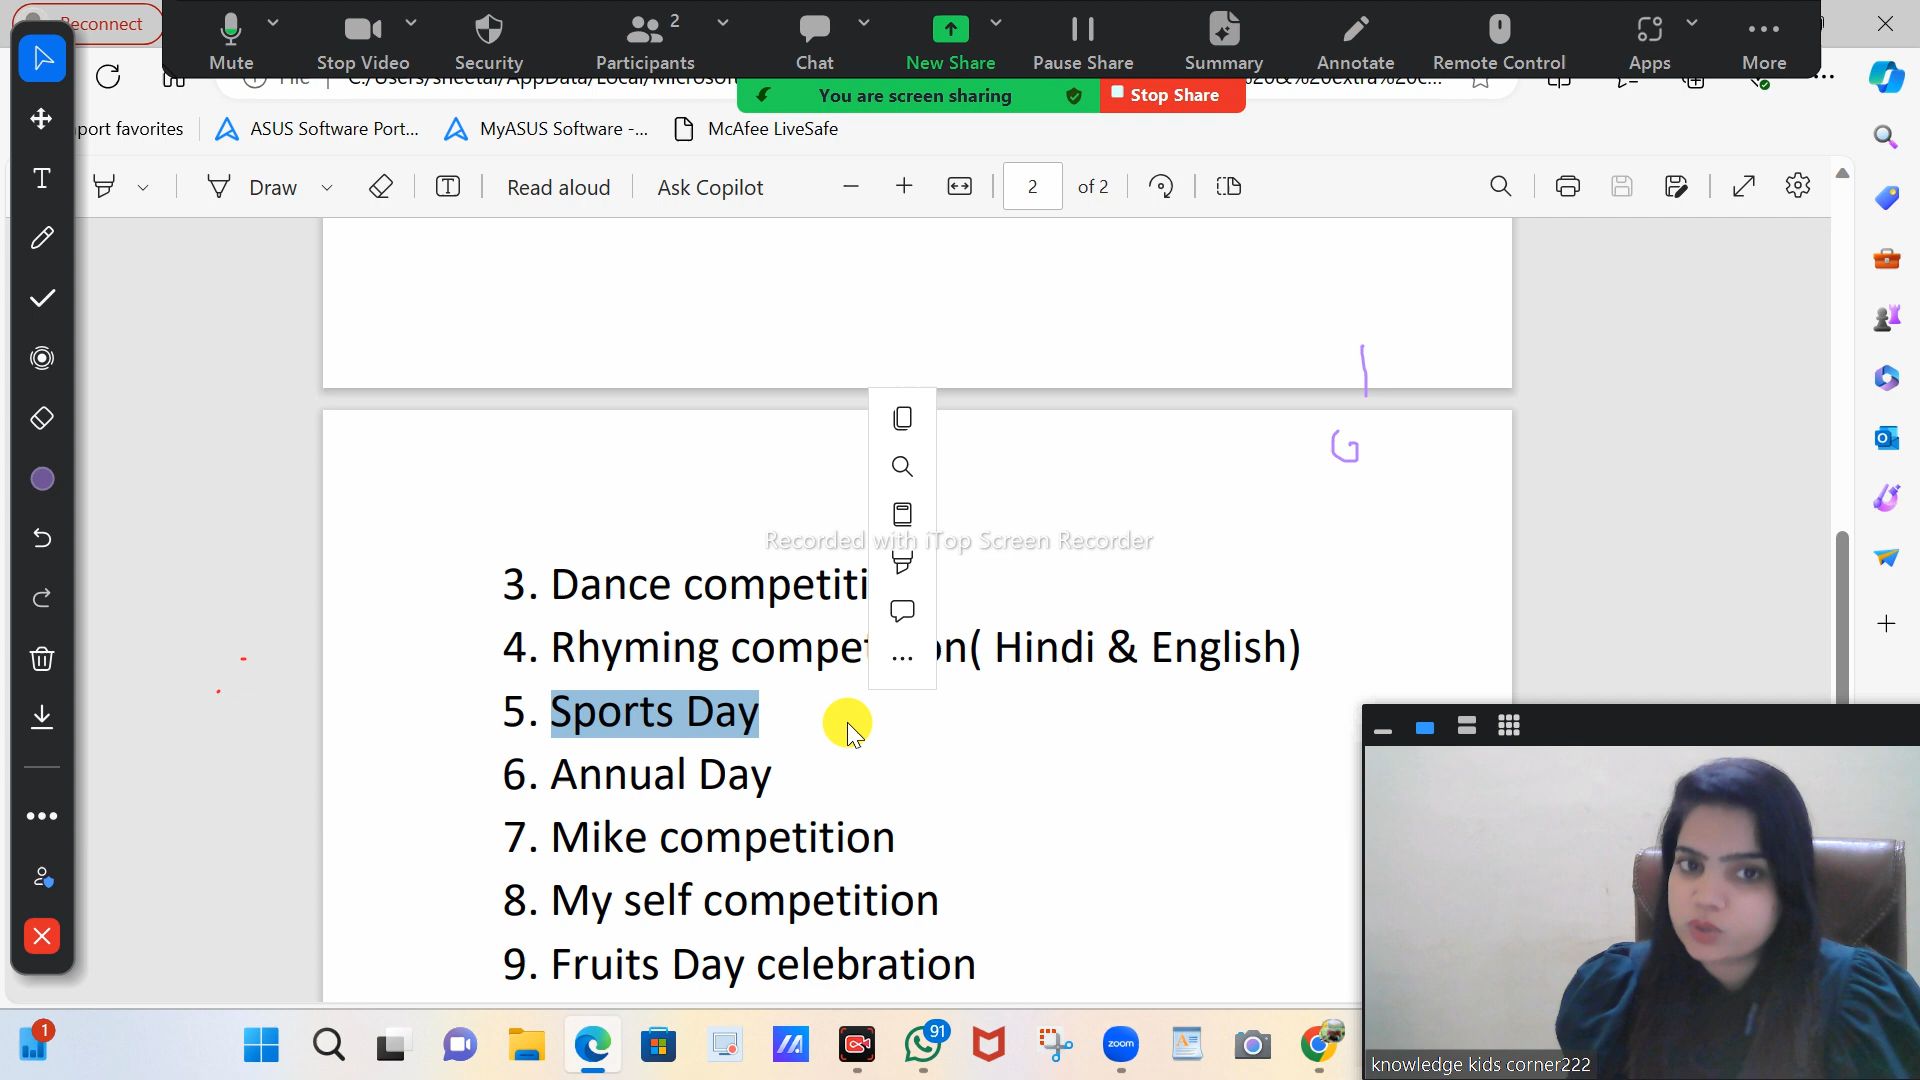 Reconnect
Mute
Stop Video
Security
Participants
2
Chat
New Share
Pause Share
Summary
Annotate
Remote Control
Apps
More
You are screen sharing
Stop Share
port favorites
ASUS Software Port...
MyASUS Software -...
McAfee LiveSafe
Draw
Read aloud
Ask Copilot
2
of 2
G
Recorded with iTop Screen Recorder
3. Dance competiti
4. Rhyming compet on( Hindi & English)
5. Sports Day
6. Annual Day
7. Mike competition
8. My self competition
9. Fruits Day celebration
knowledge kids corner222
1
91
zoom